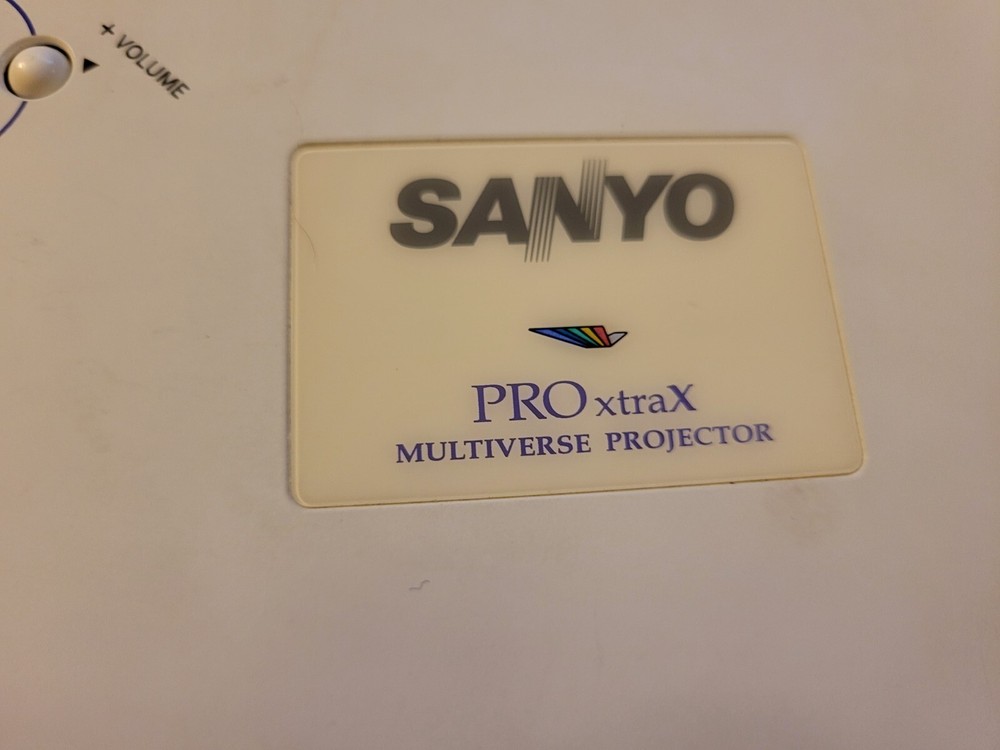 + VOLUME
SANYO
PRO xtraX
MULTIVERSE PROJECTOR